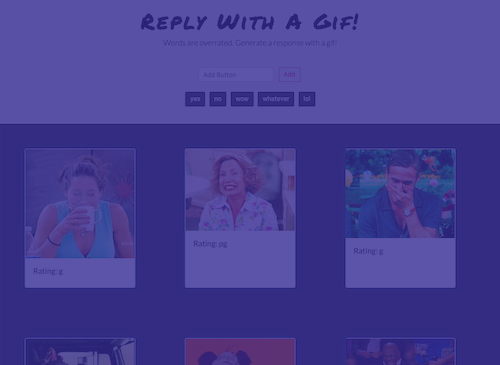 Reply With A Gif!
Words are overrated. Generate a response with a gif!
Add Button
Add
yes no wow whatever lol
Rating: g
Rating: pg
Rating: g